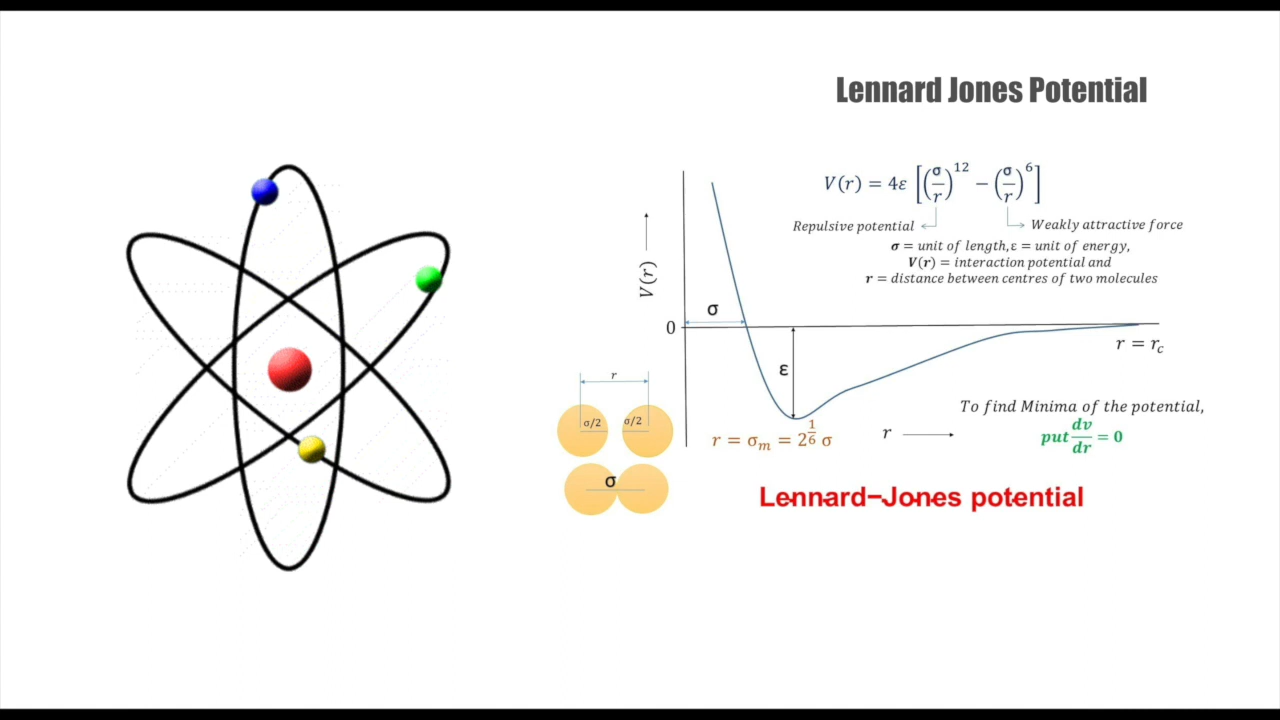 Lennard Jones Potential
V(r) = 4ε [(σ/r)^12 − (σ/r)^6]
Repulsive potential
Weakly attractive force
σ = unit of length, ε = unit of energy,
V(r) = interaction potential and
r = distance between centres of two molecules
V(r)
σ
0
ε
r = r_c
r
σ/2 σ/2
σ
To find Minima of the potential,
put dv/dr = 0
r = σ_m = 2^(1/6) σ
r
Lennard-Jones potential